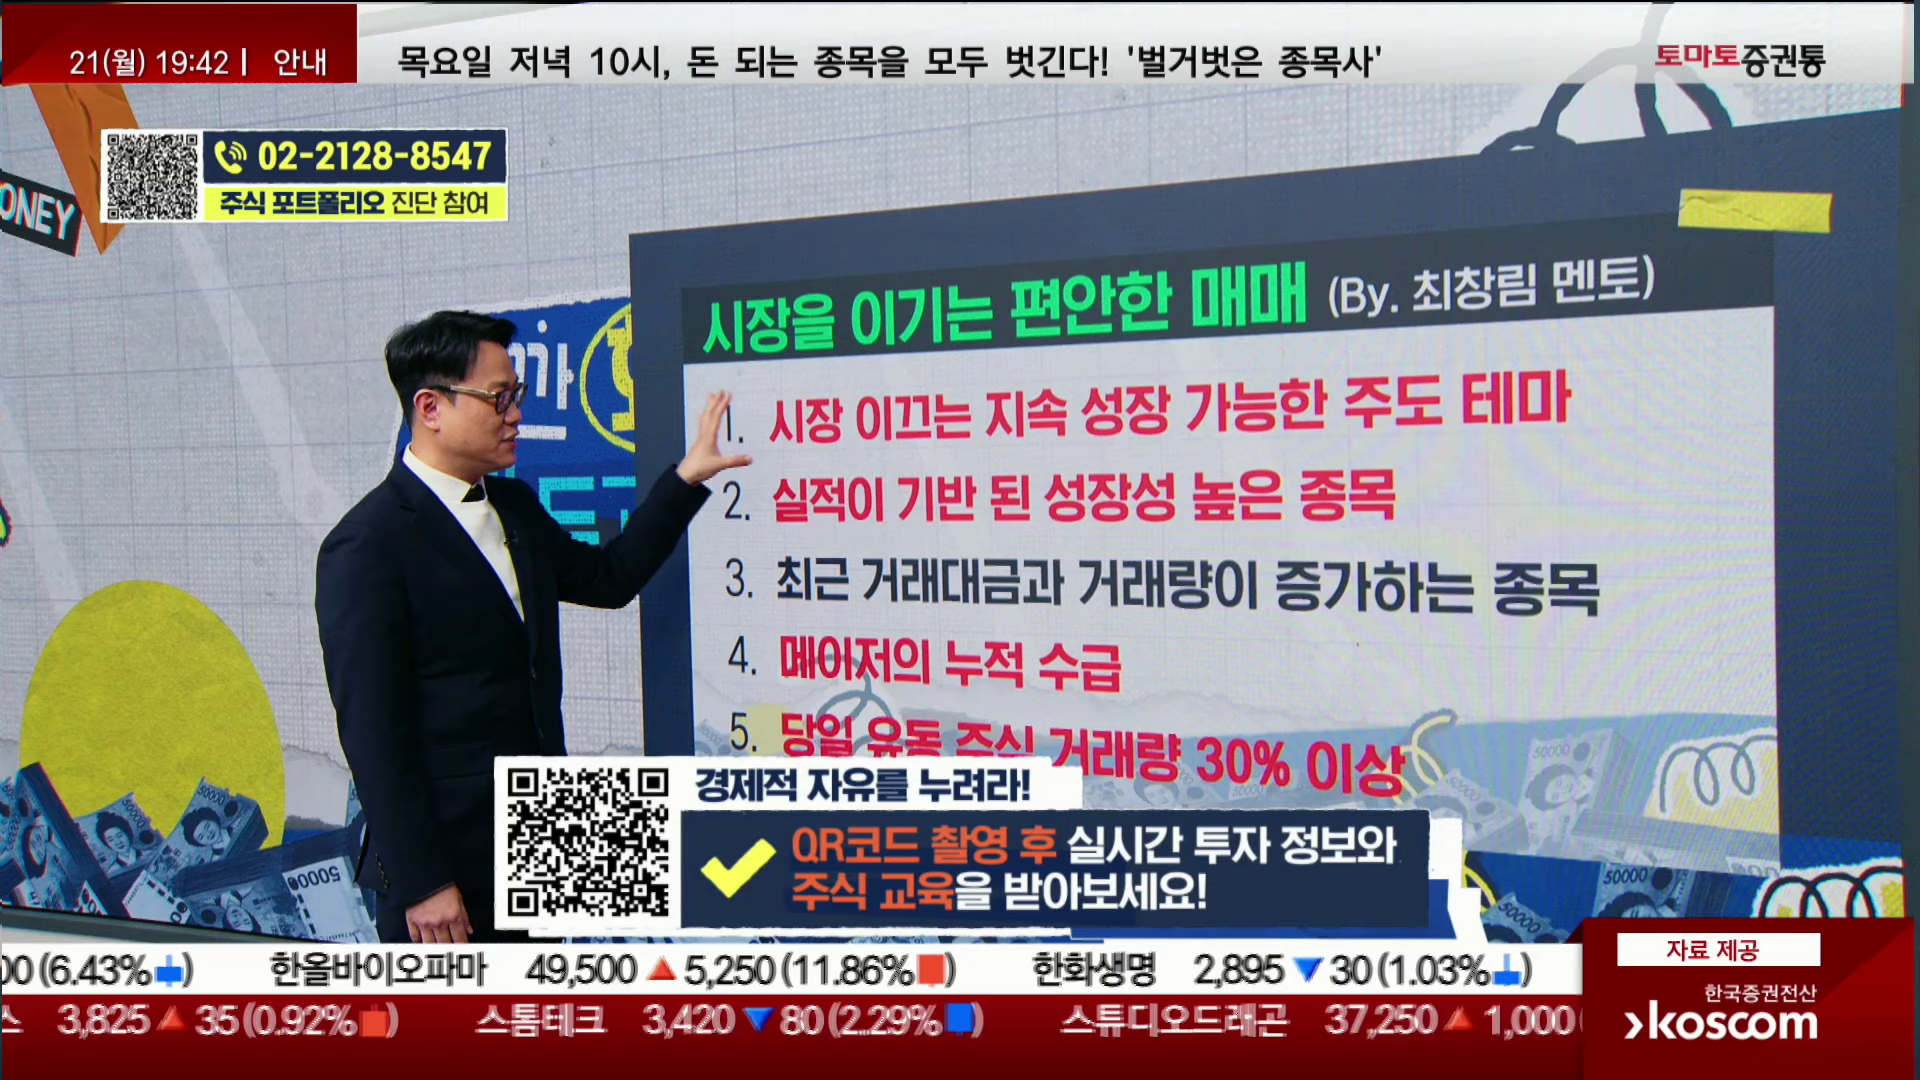 21(월) 19:42 | 안내
목요일 저녁 10시, 돈 되는 종목을 모두 벗긴다! '벌거벗은 종목사'
토마토증권통
02-2128-8547
주식 포트폴리오 진단 참여
ONEY
시장을 이기는 편안한 매매 (By. 최창림 멘토)
1. 시장 이끄는 지속 성장 가능한 주도 테마
2. 실적이 기반 된 성장성 높은 종목
3. 최근 거래대금과 거래량이 증가하는 종목
4. 메이저의 누적 수급
5. 당일 유동 주식 거래량 30% 이상
경제적 자유를 누려라!
QR코드 촬영 후 실시간 투자 정보와
주식 교육을 받아보세요!
00 (6.43%) 한올바이오파마 49,500 ▲ 5,250 (11.86%) 한화생명 2,895 ▼ 30 (1.03%)
스 3,825 ▲ 35 (0.92%) 스톰테크 3,420 ▼ 80 (2.29%) 스튜디오드래곤 37,250 ▲ 1,000
자료 제공
한국증권전산
koscom
50000
50000
50000
50000
50000
50000